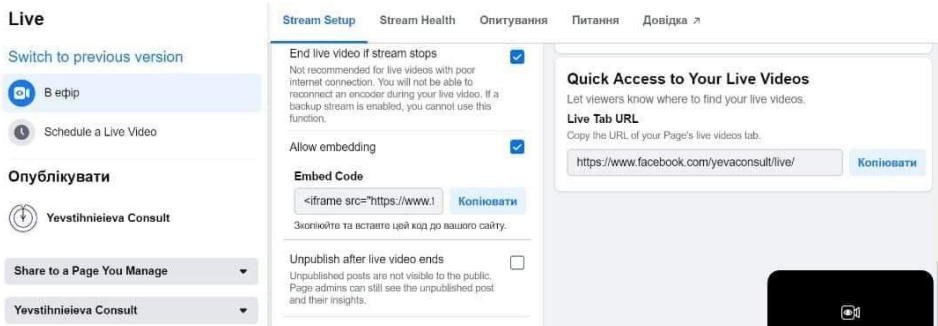 Live
Switch to previous version
В ефір
Schedule a Live Video
Опублікувати
Yevstihnieieva Consult
Share to a Page You Manage
Yevstihnieieva Consult
Stream Setup
Stream Health
Опитування
Питання
Довідка
End live video if stream stops
Not recommended for live videos with poor
internet connection. You will not be able to
reconnect an encoder during your live video. If a
backup stream is enabled, you cannot use this
function.
Allow embedding
Embed Code
<iframe src="https://www.f
Копіювати
Зкопіюйте та вставте цей код до вашого сайту.
Unpublish after live video ends
Unpublished posts are not visible to the public.
Page admins can still see the unpublished post
and their insights.
Quick Access to Your Live Videos
Let viewers know where to find your live videos.
Live Tab URL
Copy the URL of your Page's live videos tab.
https://www.facebook.com/yevaconsult/live/
Копіювати